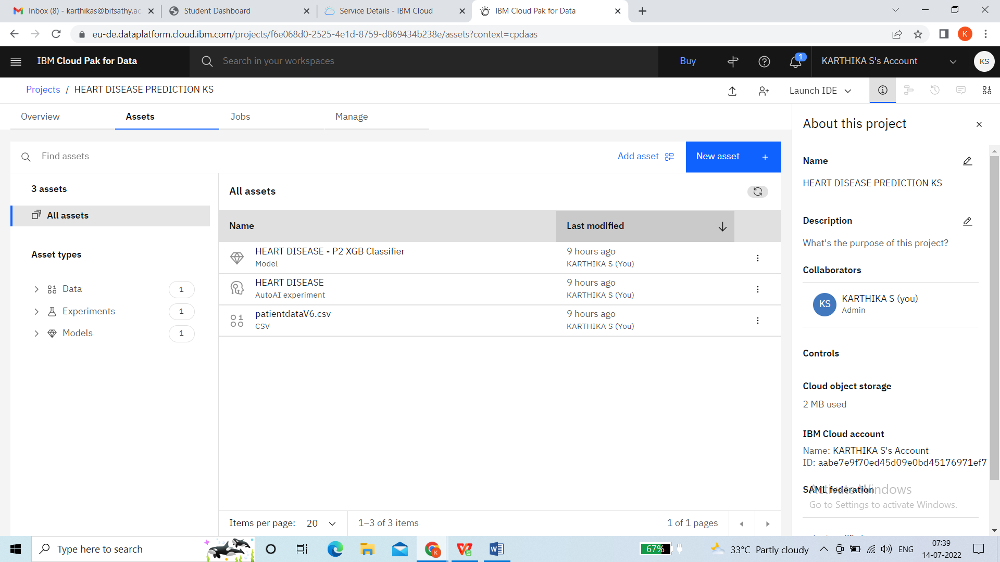 Inbox (8) - karthikas@bitsathy.ac.
Student Dashboard
Service Details - IBM Cloud
IBM Cloud Pak for Data
eu-de.dataplatform.cloud.ibm.com/projects/f6e068d0-2525-4e1d-8759-d869434b238e/assets?context=cpdaas
K
IBM Cloud Pak for Data
Search in your workspaces
Buy
1
KARTHIKA S's Account
KS
Projects / HEART DISEASE PREDICTION KS
Launch IDE
Overview
Assets
Jobs
Manage
About this project
Find assets
Add asset
New asset +
Name
HEART DISEASE PREDICTION KS
3 assets
All assets
All assets
Name
Last modified
Description
What's the purpose of this project?
Asset types
HEART DISEASE - P2 XGB Classifier
Model
9 hours ago
KARTHIKA S (You)
Collaborators
HEART DISEASE
AutoAI experiment
9 hours ago
KARTHIKA S (You)
Data 1
KS
KARTHIKA S (you)
Admin
Experiments 1
patientdataV6.csv
CSV
9 hours ago
KARTHIKA S (You)
Models 1
Controls
Cloud object storage
2 MB used
IBM Cloud account
Name: KARTHIKA S's Account
ID: aabe7e9f70ed45d09e0bd45176971ef7
SAML federation
Activate Windows
Go to Settings to activate Windows.
Items per page: 20
1–3 of 3 items
1 of 1 pages
Type here to search
67%
33°C Partly cloudy
ENG
07:39
14-07-2022